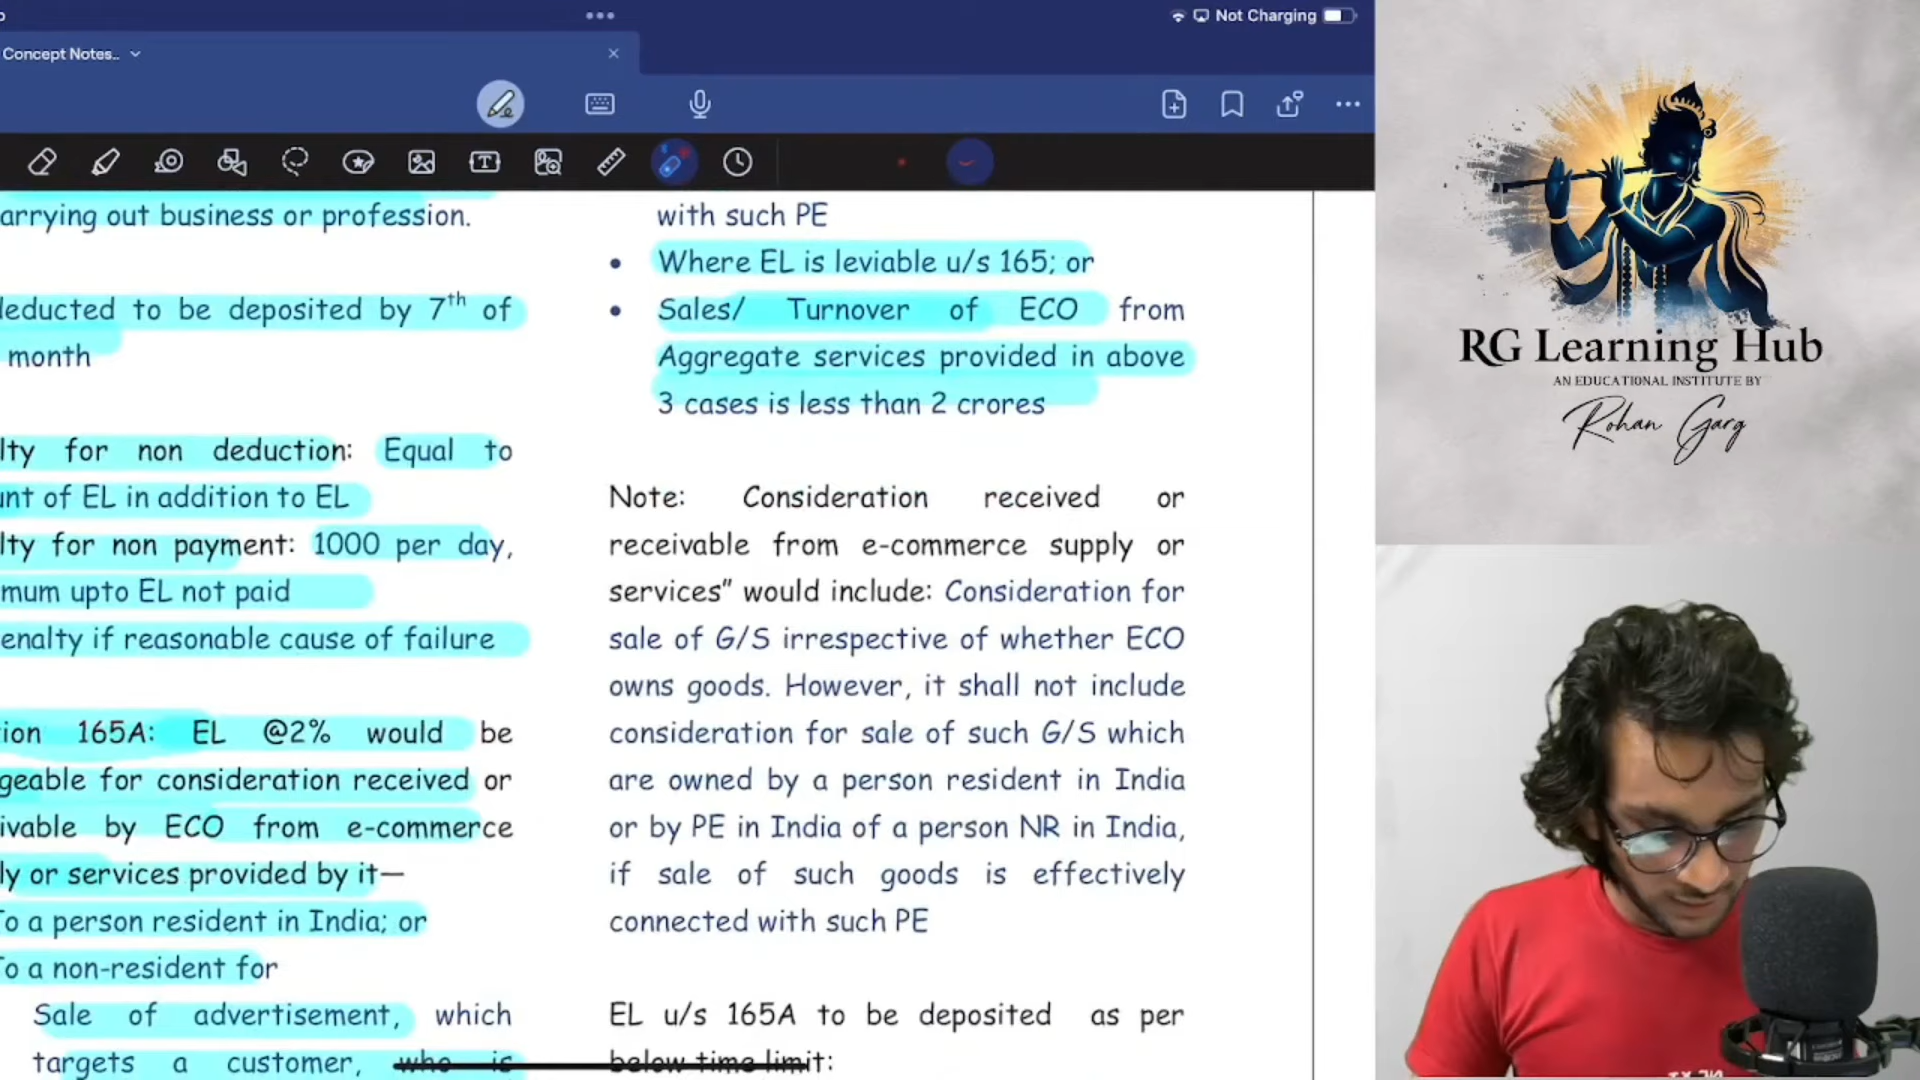 Not Charging
Concept Notes..
arrying out business or profession.
deducted to be deposited by 7th of
month
lty for non deduction: Equal to
unt of EL in addition to EL
lty for non payment: 1000 per day,
mum upto EL not paid
enalty if reasonable cause of failure
tion 165A: EL @2% would be
geable for consideration received or
ivable by ECO from e-commerce
ly or services provided by it—
To a person resident in India; or
To a non-resident for
Sale of advertisement, which
targets a customer, who is
with such PE
• Where EL is leviable u/s 165; or
• Sales/ Turnover of ECO from
Aggregate services provided in above
3 cases is less than 2 crores
Note: Consideration received or
receivable from e-commerce supply or
services" would include: Consideration for
sale of G/S irrespective of whether ECO
owns goods. However, it shall not include
consideration for sale of such G/S which
are owned by a person resident in India
or by PE in India of a person NR in India,
if sale of such goods is effectively
connected with such PE
EL u/s 165A to be deposited as per
below time limit:
RG Learning Hub
AN EDUCATIONAL INSTITUTE BY
Rohan Garg